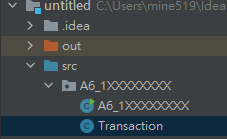 untitled C:\Users\mine519\Idea
.idea
out
src
A6_1XXXXXXXX
A6_1XXXXXXXX
Transaction